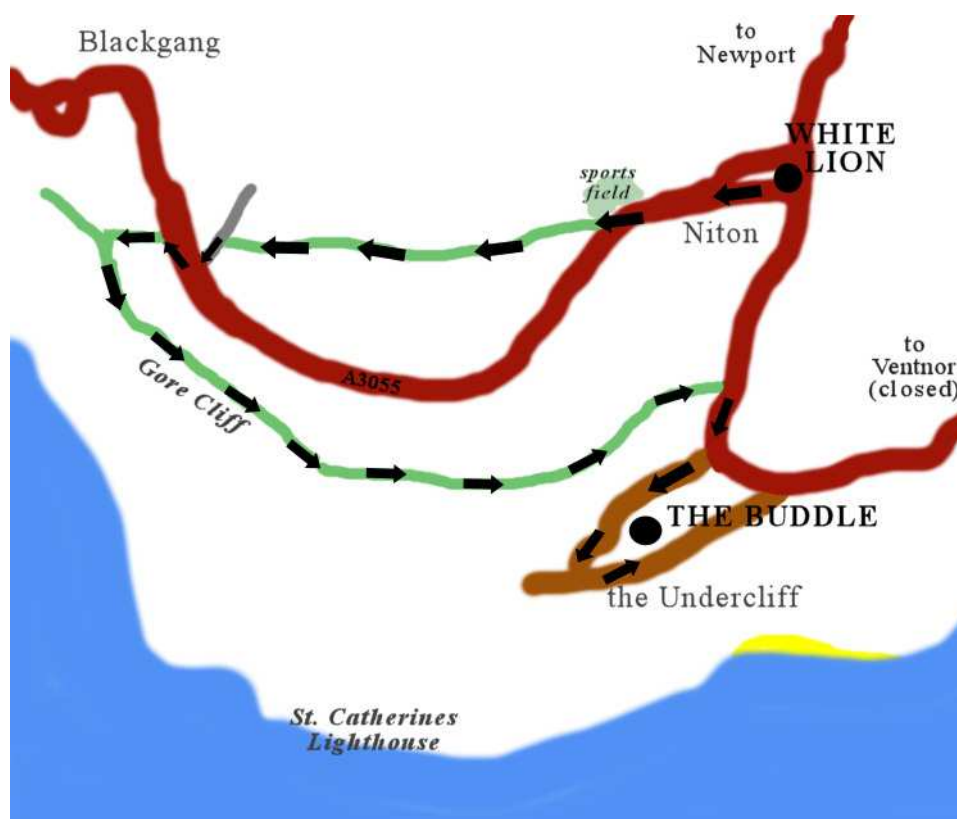 to
Newport
Blackgang
WHITE
LION
sports
field
Niton
to
Ventnor
(closed)
A3055
Gore Cliff
THE BUDDLE
the Undercliff
St. Catherines
Lighthouse